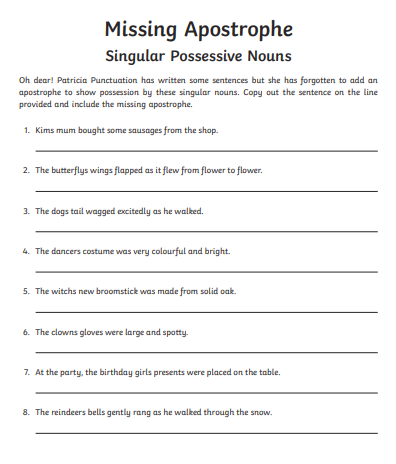 Missing Apostrophe
Singular Possessive Nouns
Oh dear! Patricia Punctuation has written some sentences but she has forgotten to add an
apostrophe to show possession by these singular nouns. Copy out the sentence on the line
provided and include the missing apostrophe.
1. Kims mum bought some sausages from the shop.
2. The butterflys wings flapped as it flew from flower to flower.
3. The dogs tail wagged excitedly as he walked.
4. The dancers costume was very colourful and bright.
5. The witchs new broomstick was made from solid oak.
6. The clowns gloves were large and spotty.
7. At the party, the birthday girls presents were placed on the table.
8. The reindeers bells gently rang as he walked through the snow.